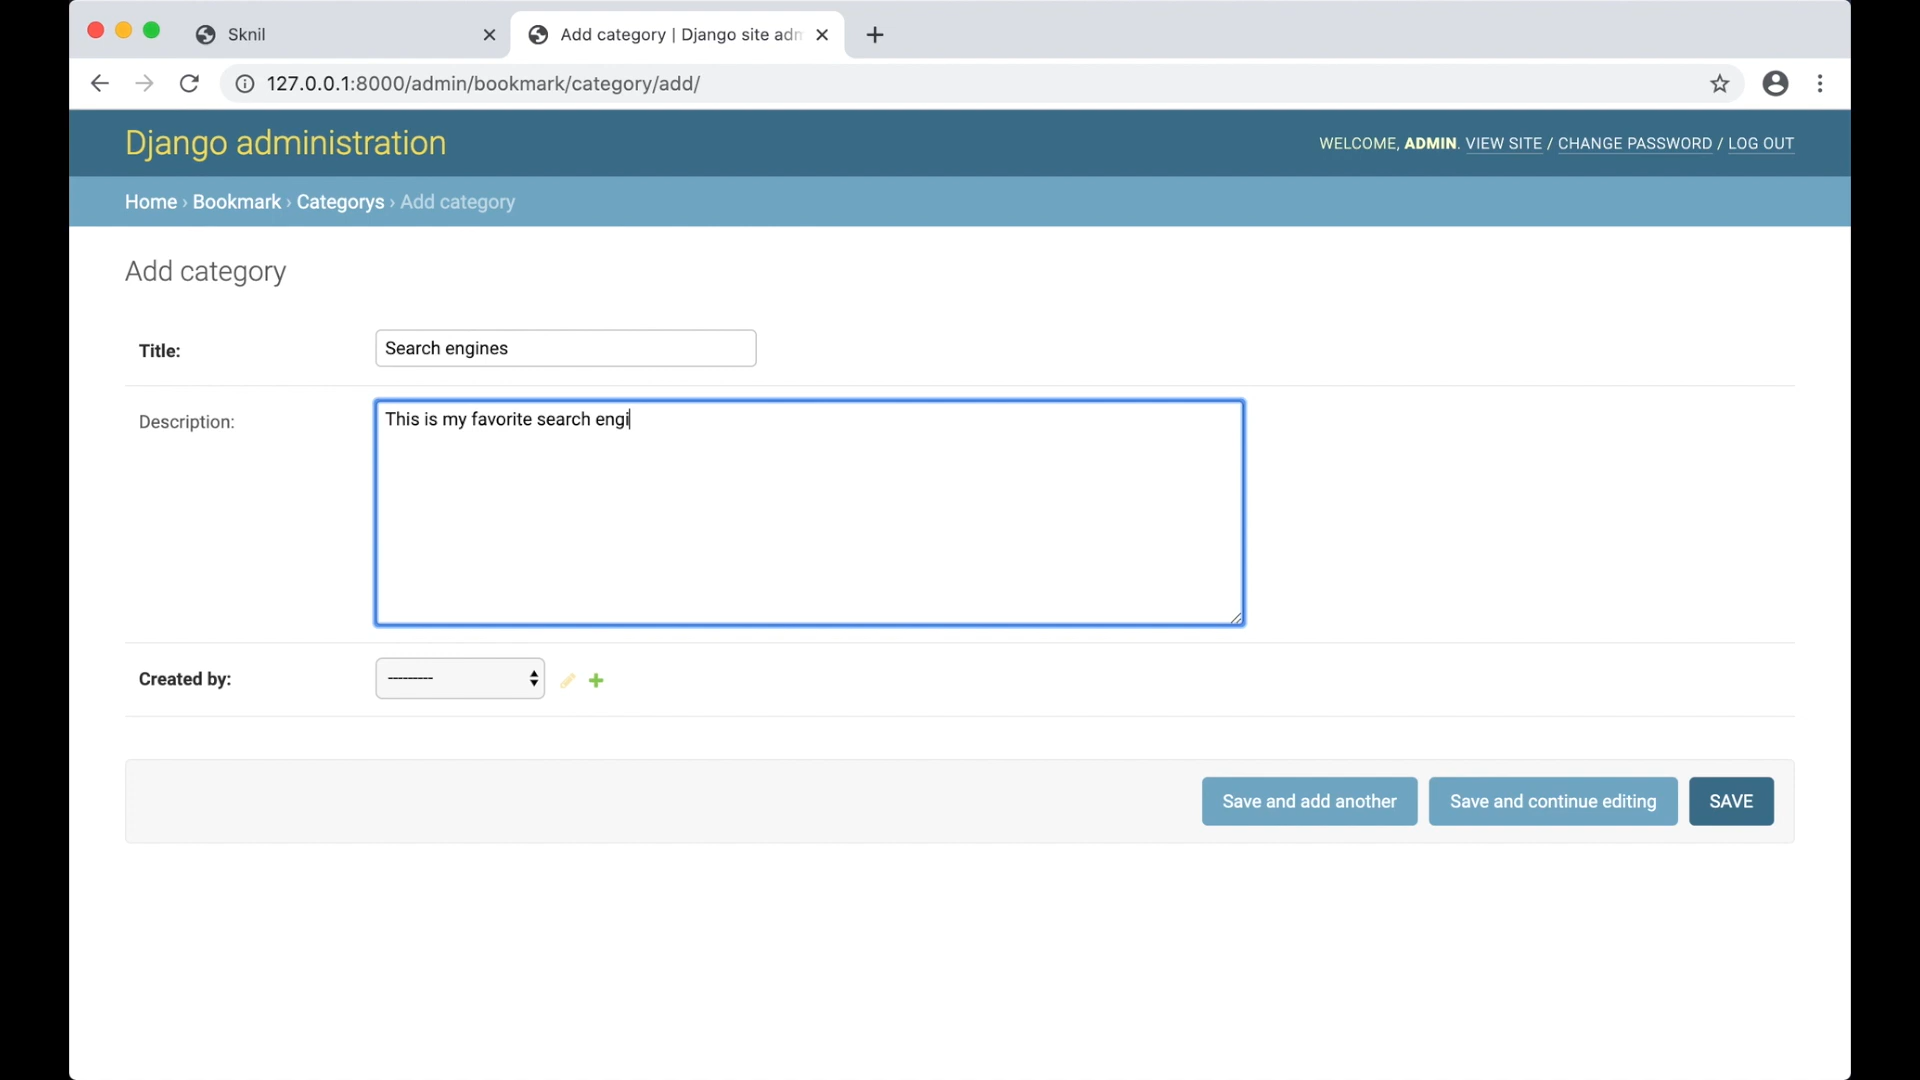 Sknil
Add category | Django site adm
127.0.0.1:8000/admin/bookmark/category/add/
Django administration
WELCOME, ADMIN. VIEW SITE / CHANGE PASSWORD / LOG OUT
Home › Bookmark › Categorys › Add category
Add category
Title:
Search engines
Description:
This is my favorite search engi
Created by:
---------
Save and add another
Save and continue editing
SAVE